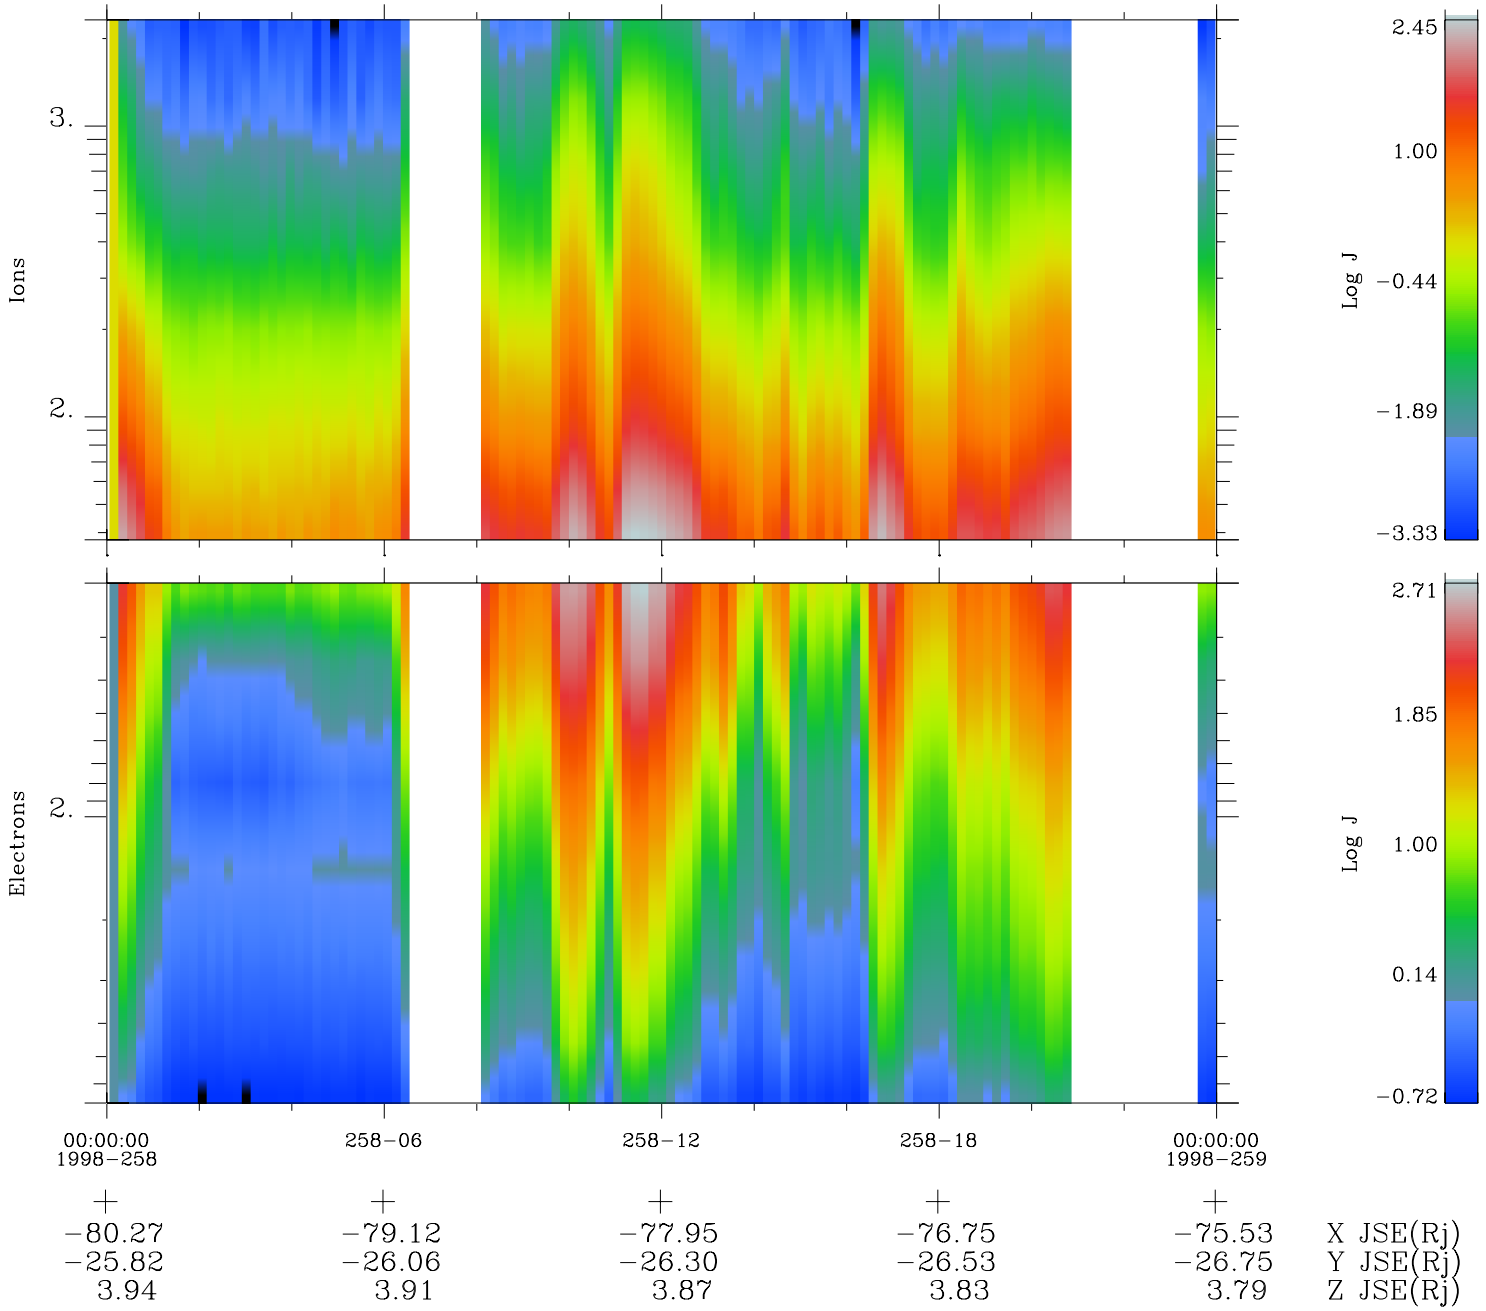 2.45
3.
1.00
Ions
Log J
−0.44
2.
−1.89
−3.33
2.71
1.85
2.
Electrons
Log J
1.00
0.14
−0.72
00:00:00 258−06 258−12 258−18 00:00:00
1998−258 1998−259
−80.27 −79.12 −77.95 −76.75 −75.53 X JSE(Rj)
−25.82 −26.06 −26.30 −26.53 −26.75 Y JSE(Rj)
3.94 3.91 3.87 3.83 3.79 Z JSE(Rj)